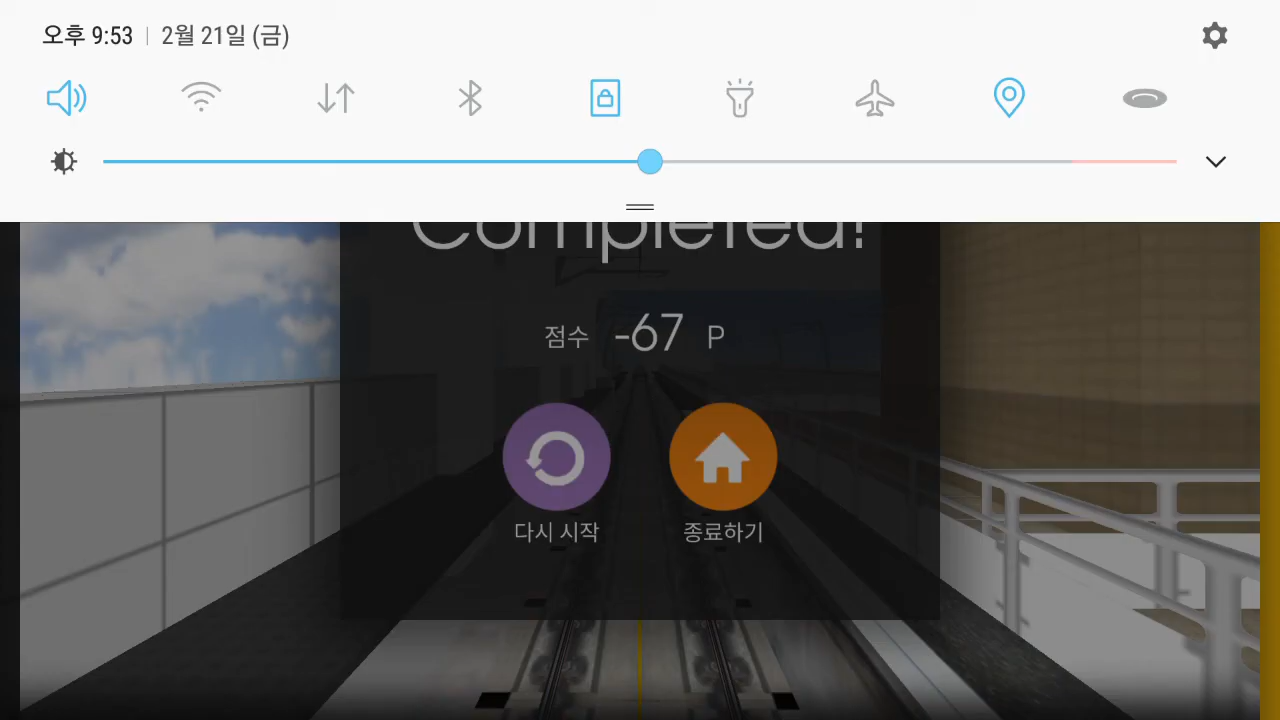 오후 9:53 | 2월 21일 (금)
Completed!
점수 -67 P
다시 시작
종료하기